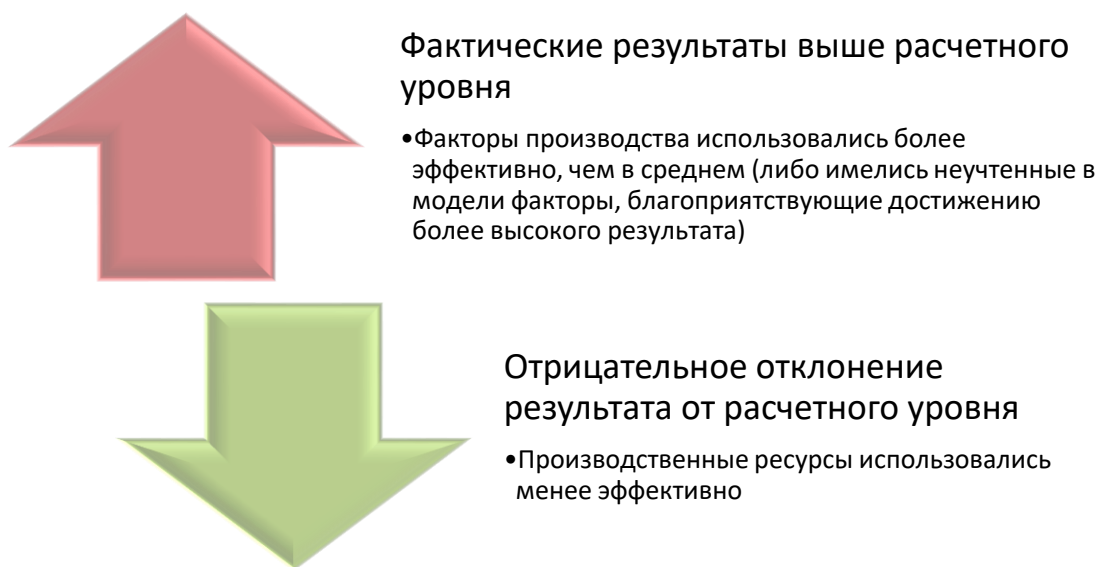 Фактические результаты выше расчетного
уровня
•Факторы производства использовались более
эффективно, чем в среднем (либо имелись неучтенные в
модели факторы, благоприятствующие достижению
более высокого результата)
Отрицательное отклонение
результата от расчетного уровня
•Производственные ресурсы использовались
менее эффективно